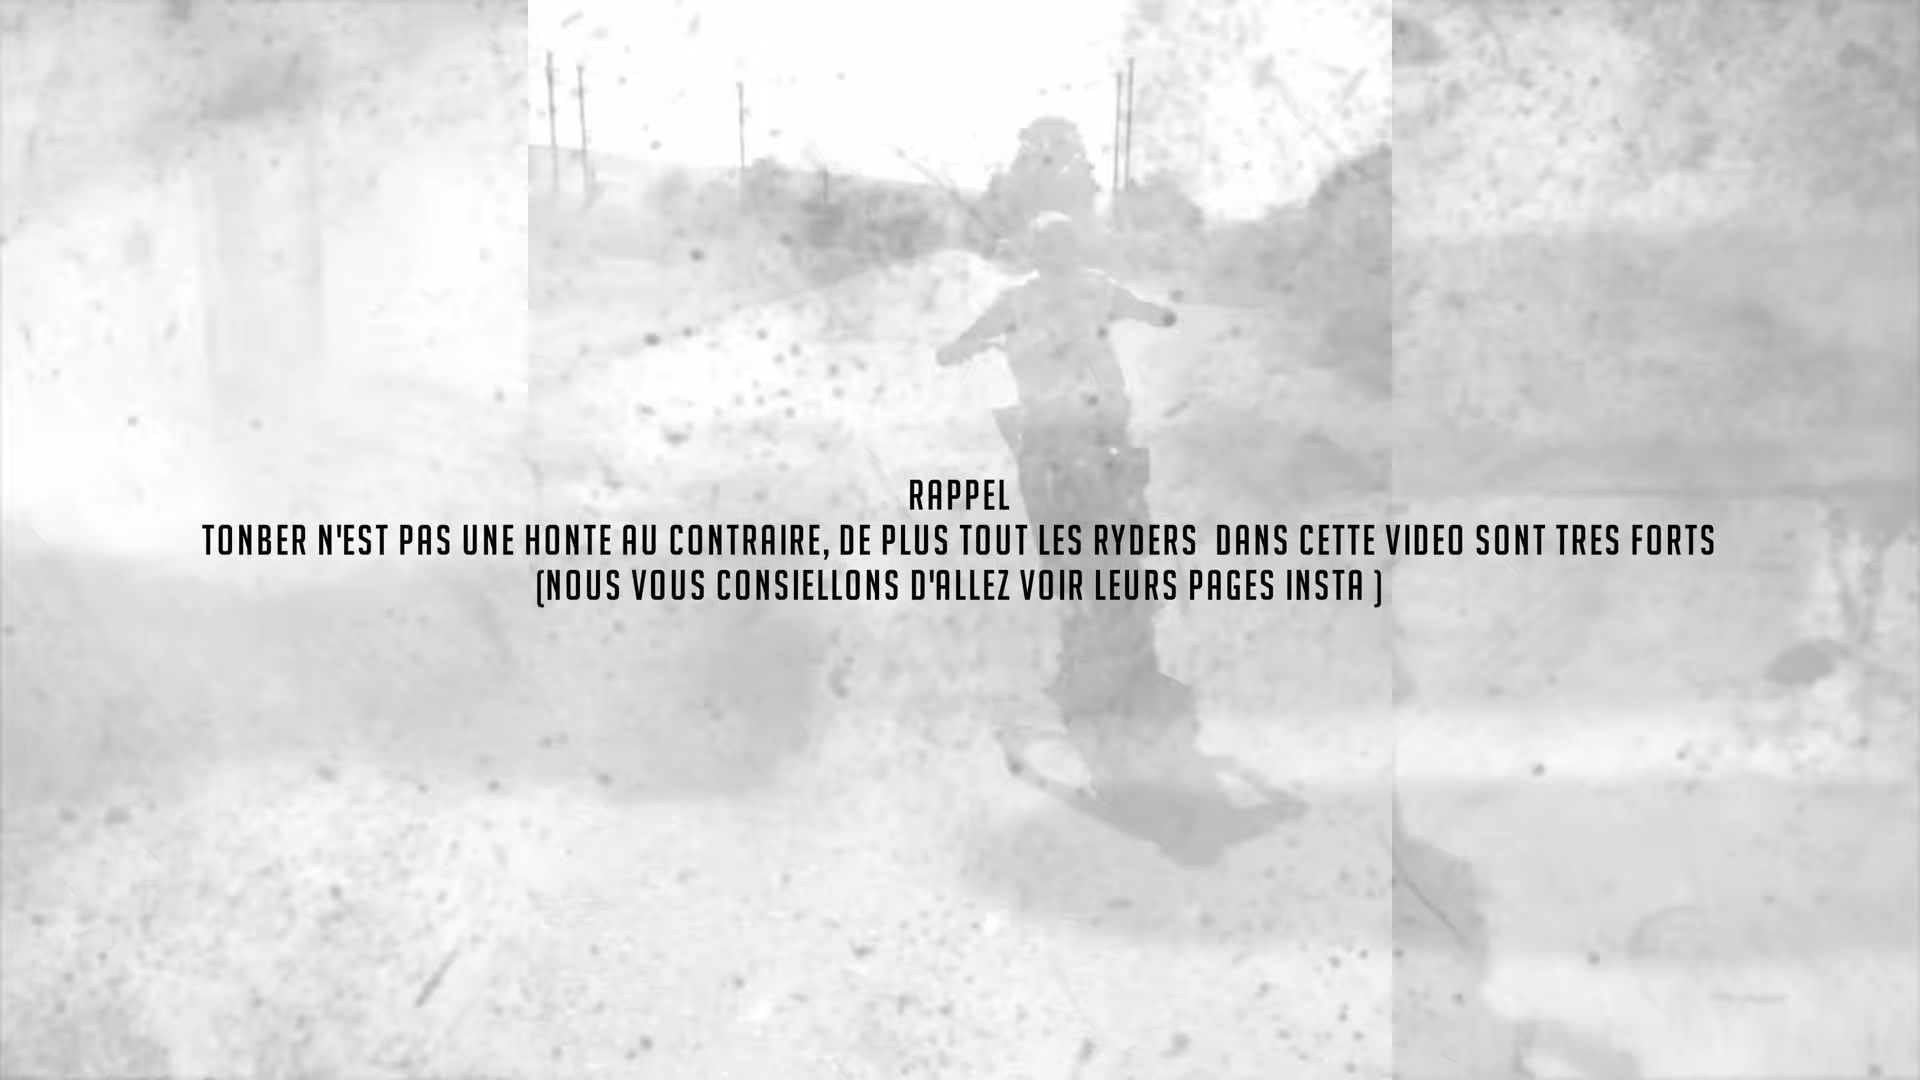 RAPPEL
TONBER N'EST PAS UNE HONTE AU CONTRAIRE, DE PLUS TOUT LES RYDERS DANS CETTE VIDEO SONT TRES FORTS
(NOUS VOUS CONSIELLONS D'ALLEZ VOIR LEURS PAGES INSTA )